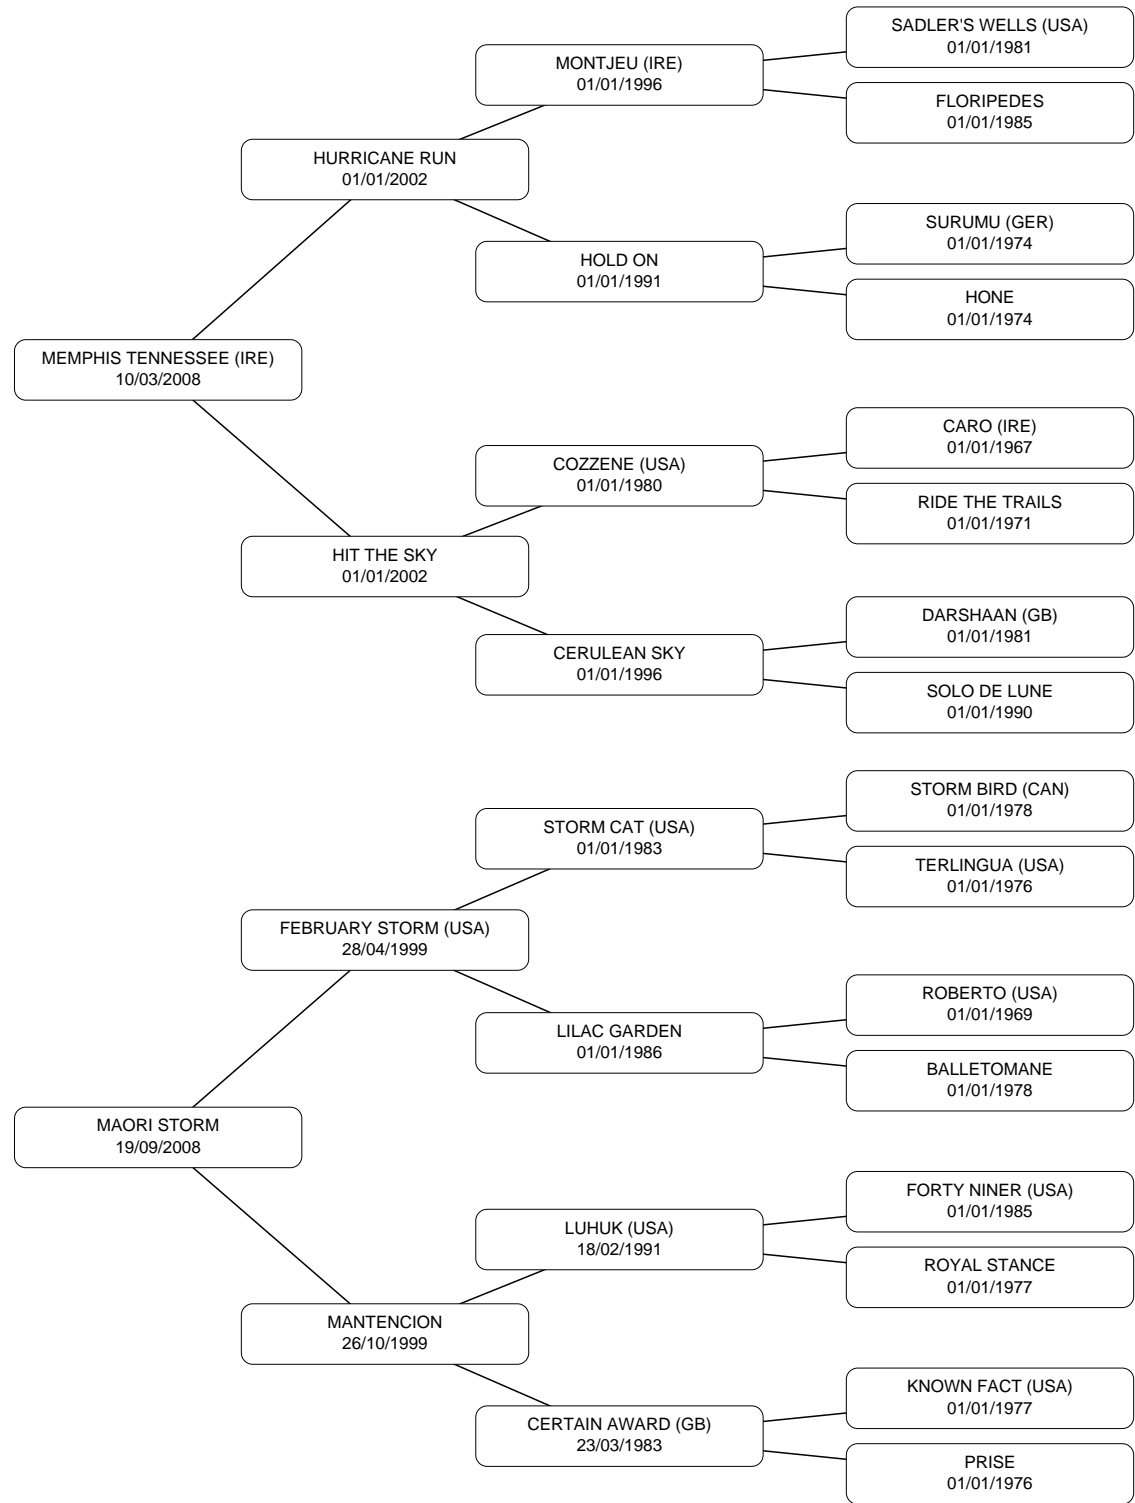 SADLER'S WELLS (USA)
01/01/1981
MONTJEU (IRE)
01/01/1996
FLORIPEDES
01/01/1985
HURRICANE RUN
01/01/2002
SURUMU (GER)
01/01/1974
HOLD ON
01/01/1991
HONE
01/01/1974
MEMPHIS TENNESSEE (IRE)
10/03/2008
CARO (IRE)
01/01/1967
COZZENE (USA)
01/01/1980
RIDE THE TRAILS
01/01/1971
HIT THE SKY
01/01/2002
DARSHAAN (GB)
01/01/1981
CERULEAN SKY
01/01/1996
SOLO DE LUNE
01/01/1990
STORM BIRD (CAN)
01/01/1978
STORM CAT (USA)
01/01/1983
TERLINGUA (USA)
01/01/1976
FEBRUARY STORM (USA)
28/04/1999
ROBERTO (USA)
01/01/1969
LILAC GARDEN
01/01/1986
BALLETOMANE
01/01/1978
MAORI STORM
19/09/2008
FORTY NINER (USA)
01/01/1985
LUHUK (USA)
18/02/1991
ROYAL STANCE
01/01/1977
MANTENCION
26/10/1999
KNOWN FACT (USA)
01/01/1977
CERTAIN AWARD (GB)
23/03/1983
PRISE
01/01/1976